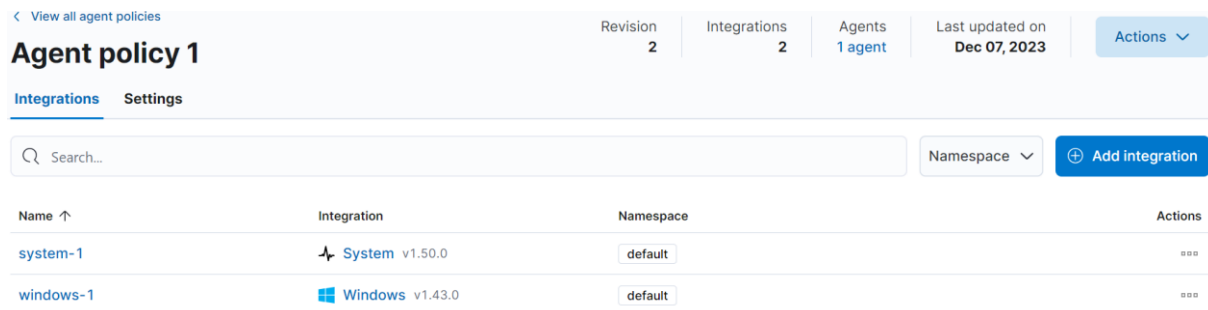 View all agent policies
Agent policy 1
Revision
2
Integrations
2
Agents
1 agent
Last updated on
Dec 07, 2023
Actions
Integrations Settings
Search...
Namespace
Add integration
Name Integration Namespace Actions
system-1 System v1.50.0 default
windows-1 Windows v1.43.0 default